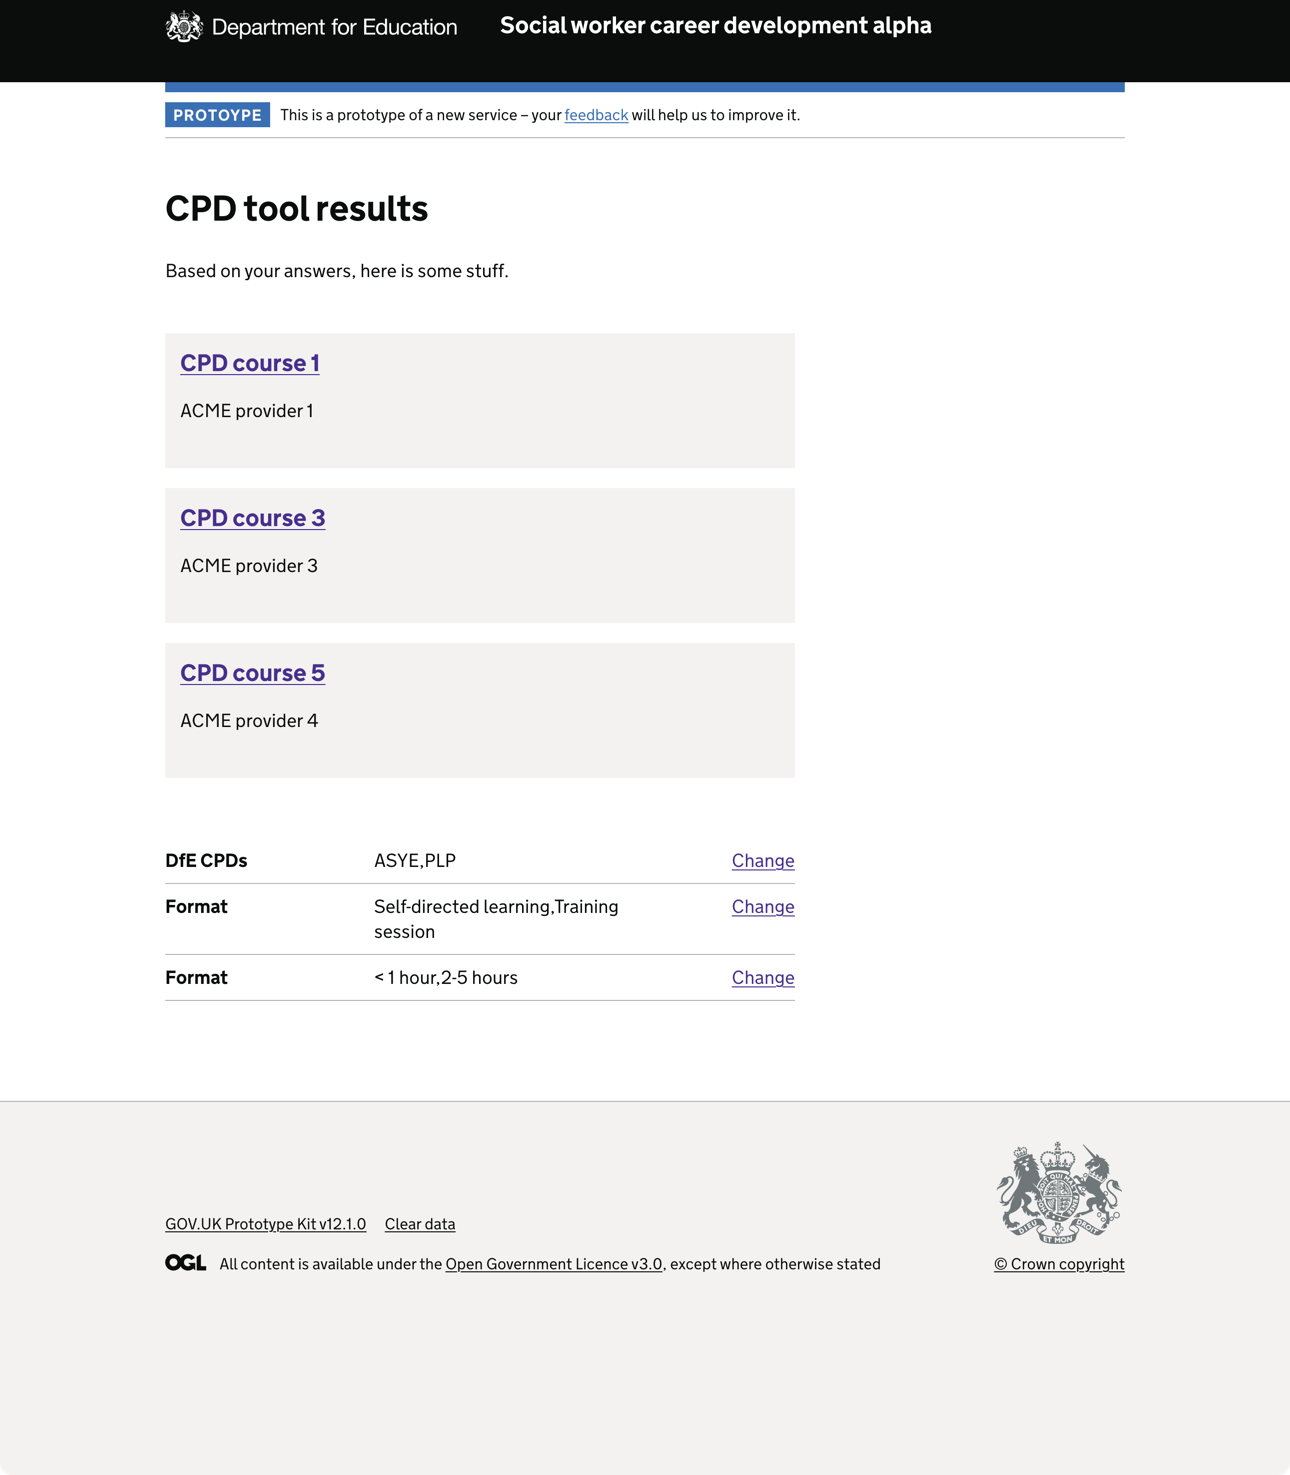 Department for Education
Social worker career development alpha
PROTOYPE
This is a prototype of a new service – your feedback will help us to improve it.
CPD tool results
Based on your answers, here is some stuff.
CPD course 1
ACME provider 1
CPD course 3
ACME provider 3
CPD course 5
ACME provider 4
DfE CPDs ASYE,PLP Change
Format Self-directed learning,Training Change
session
Format < 1 hour,2-5 hours Change
GOV.UK Prototype Kit v12.1.0 Clear data
OGL All content is available under the Open Government Licence v3.0, except where otherwise stated
DIEU ET MON DROIT
© Crown copyright